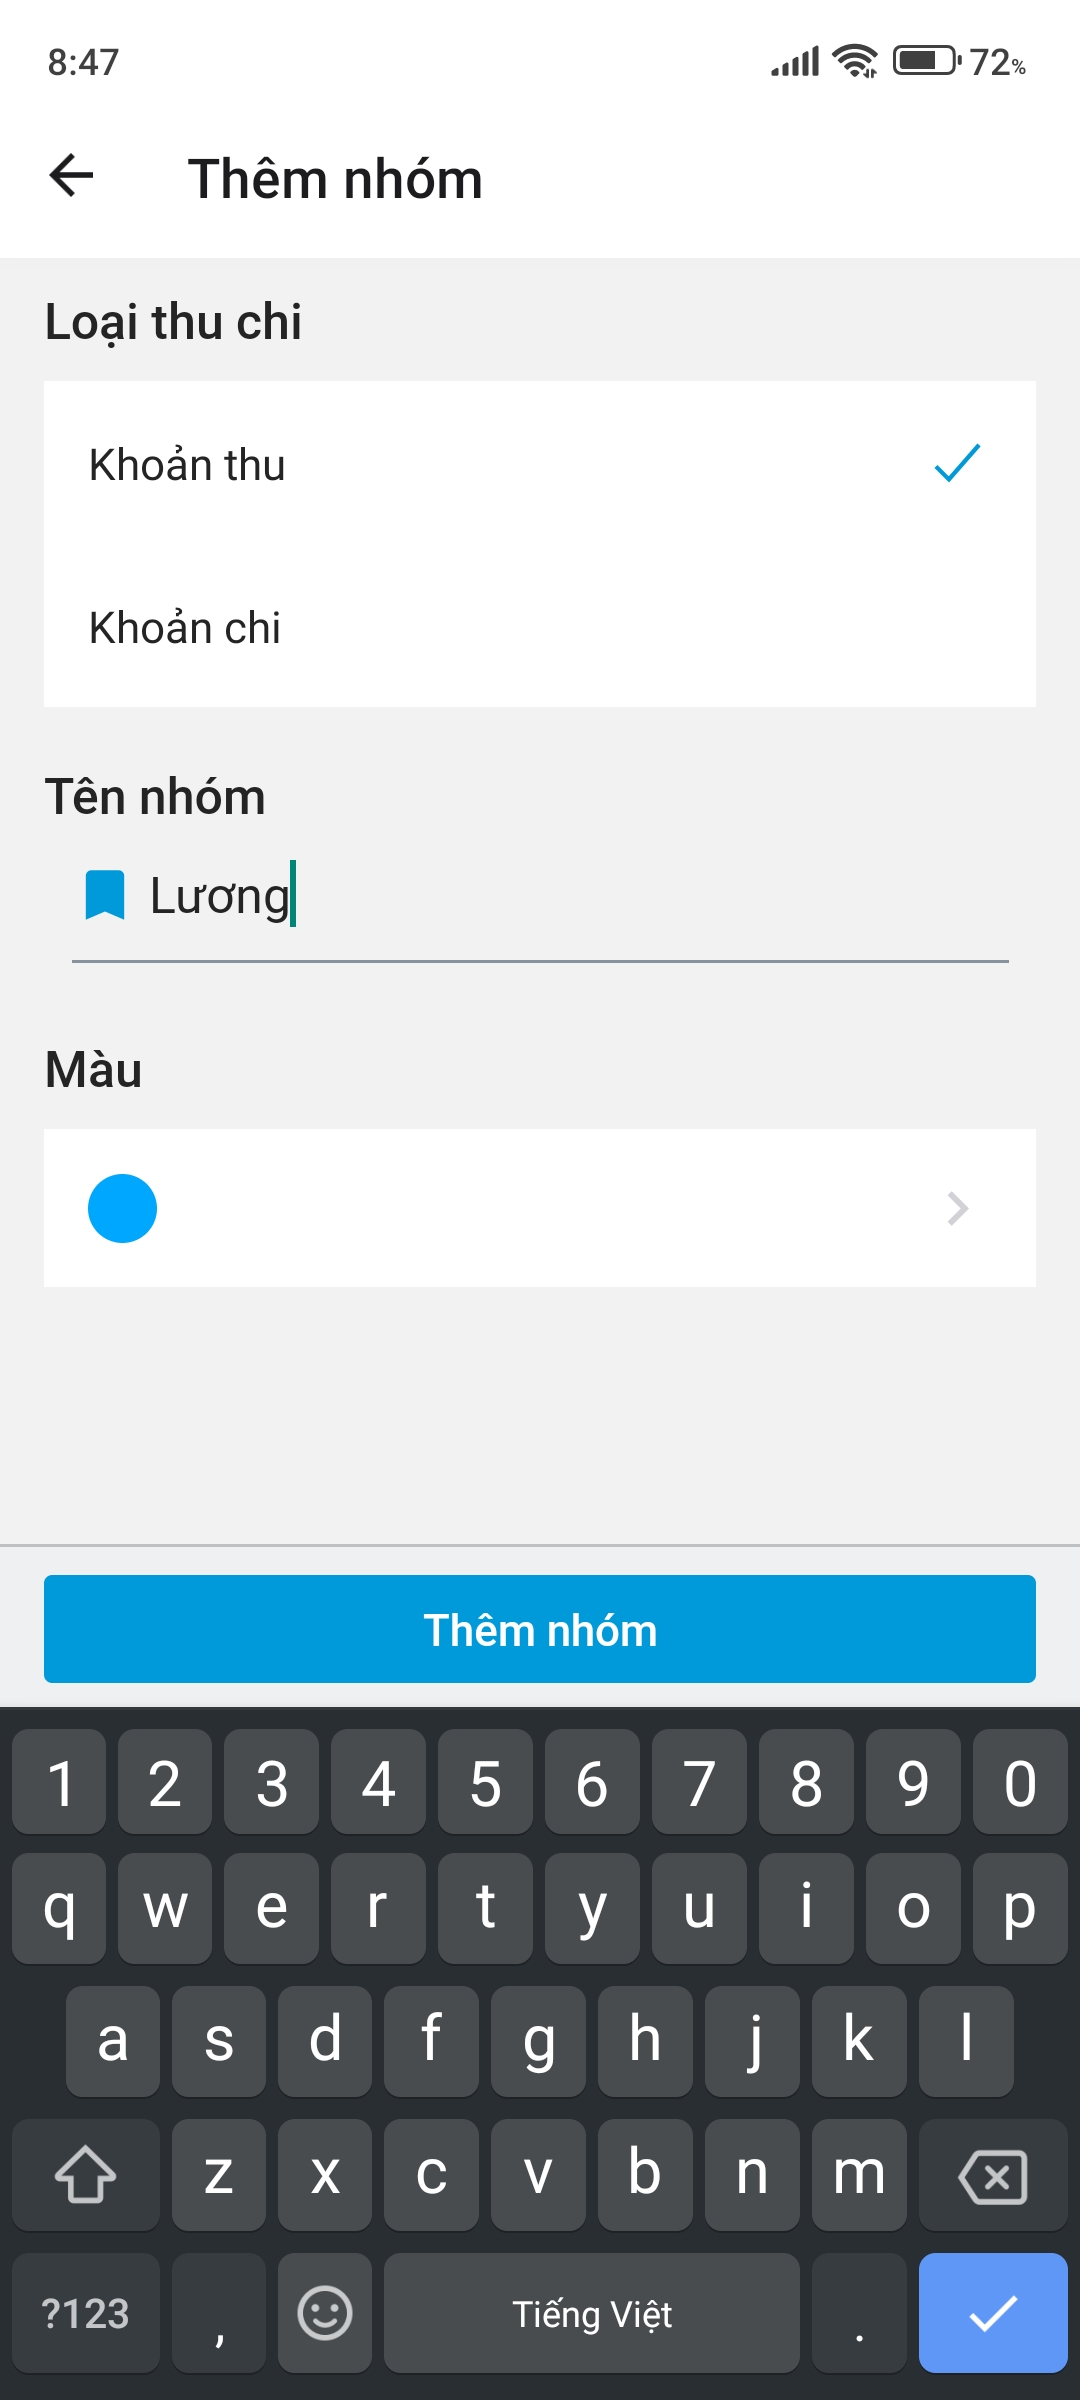 8:47
72%
Thêm nhóm
Loại thu chi
Khoản thu
Khoản chi
Tên nhóm
Lương
Màu
Thêm nhóm
1 2 3 4 5 6 7 8 9 0
q w e r t y u i o p
a s d f g h j k l
z x c v b n m
?123 , Tiếng Việt .